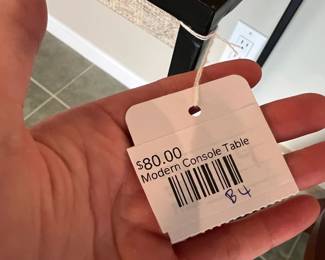 $80.00
Modern Console Table
B4